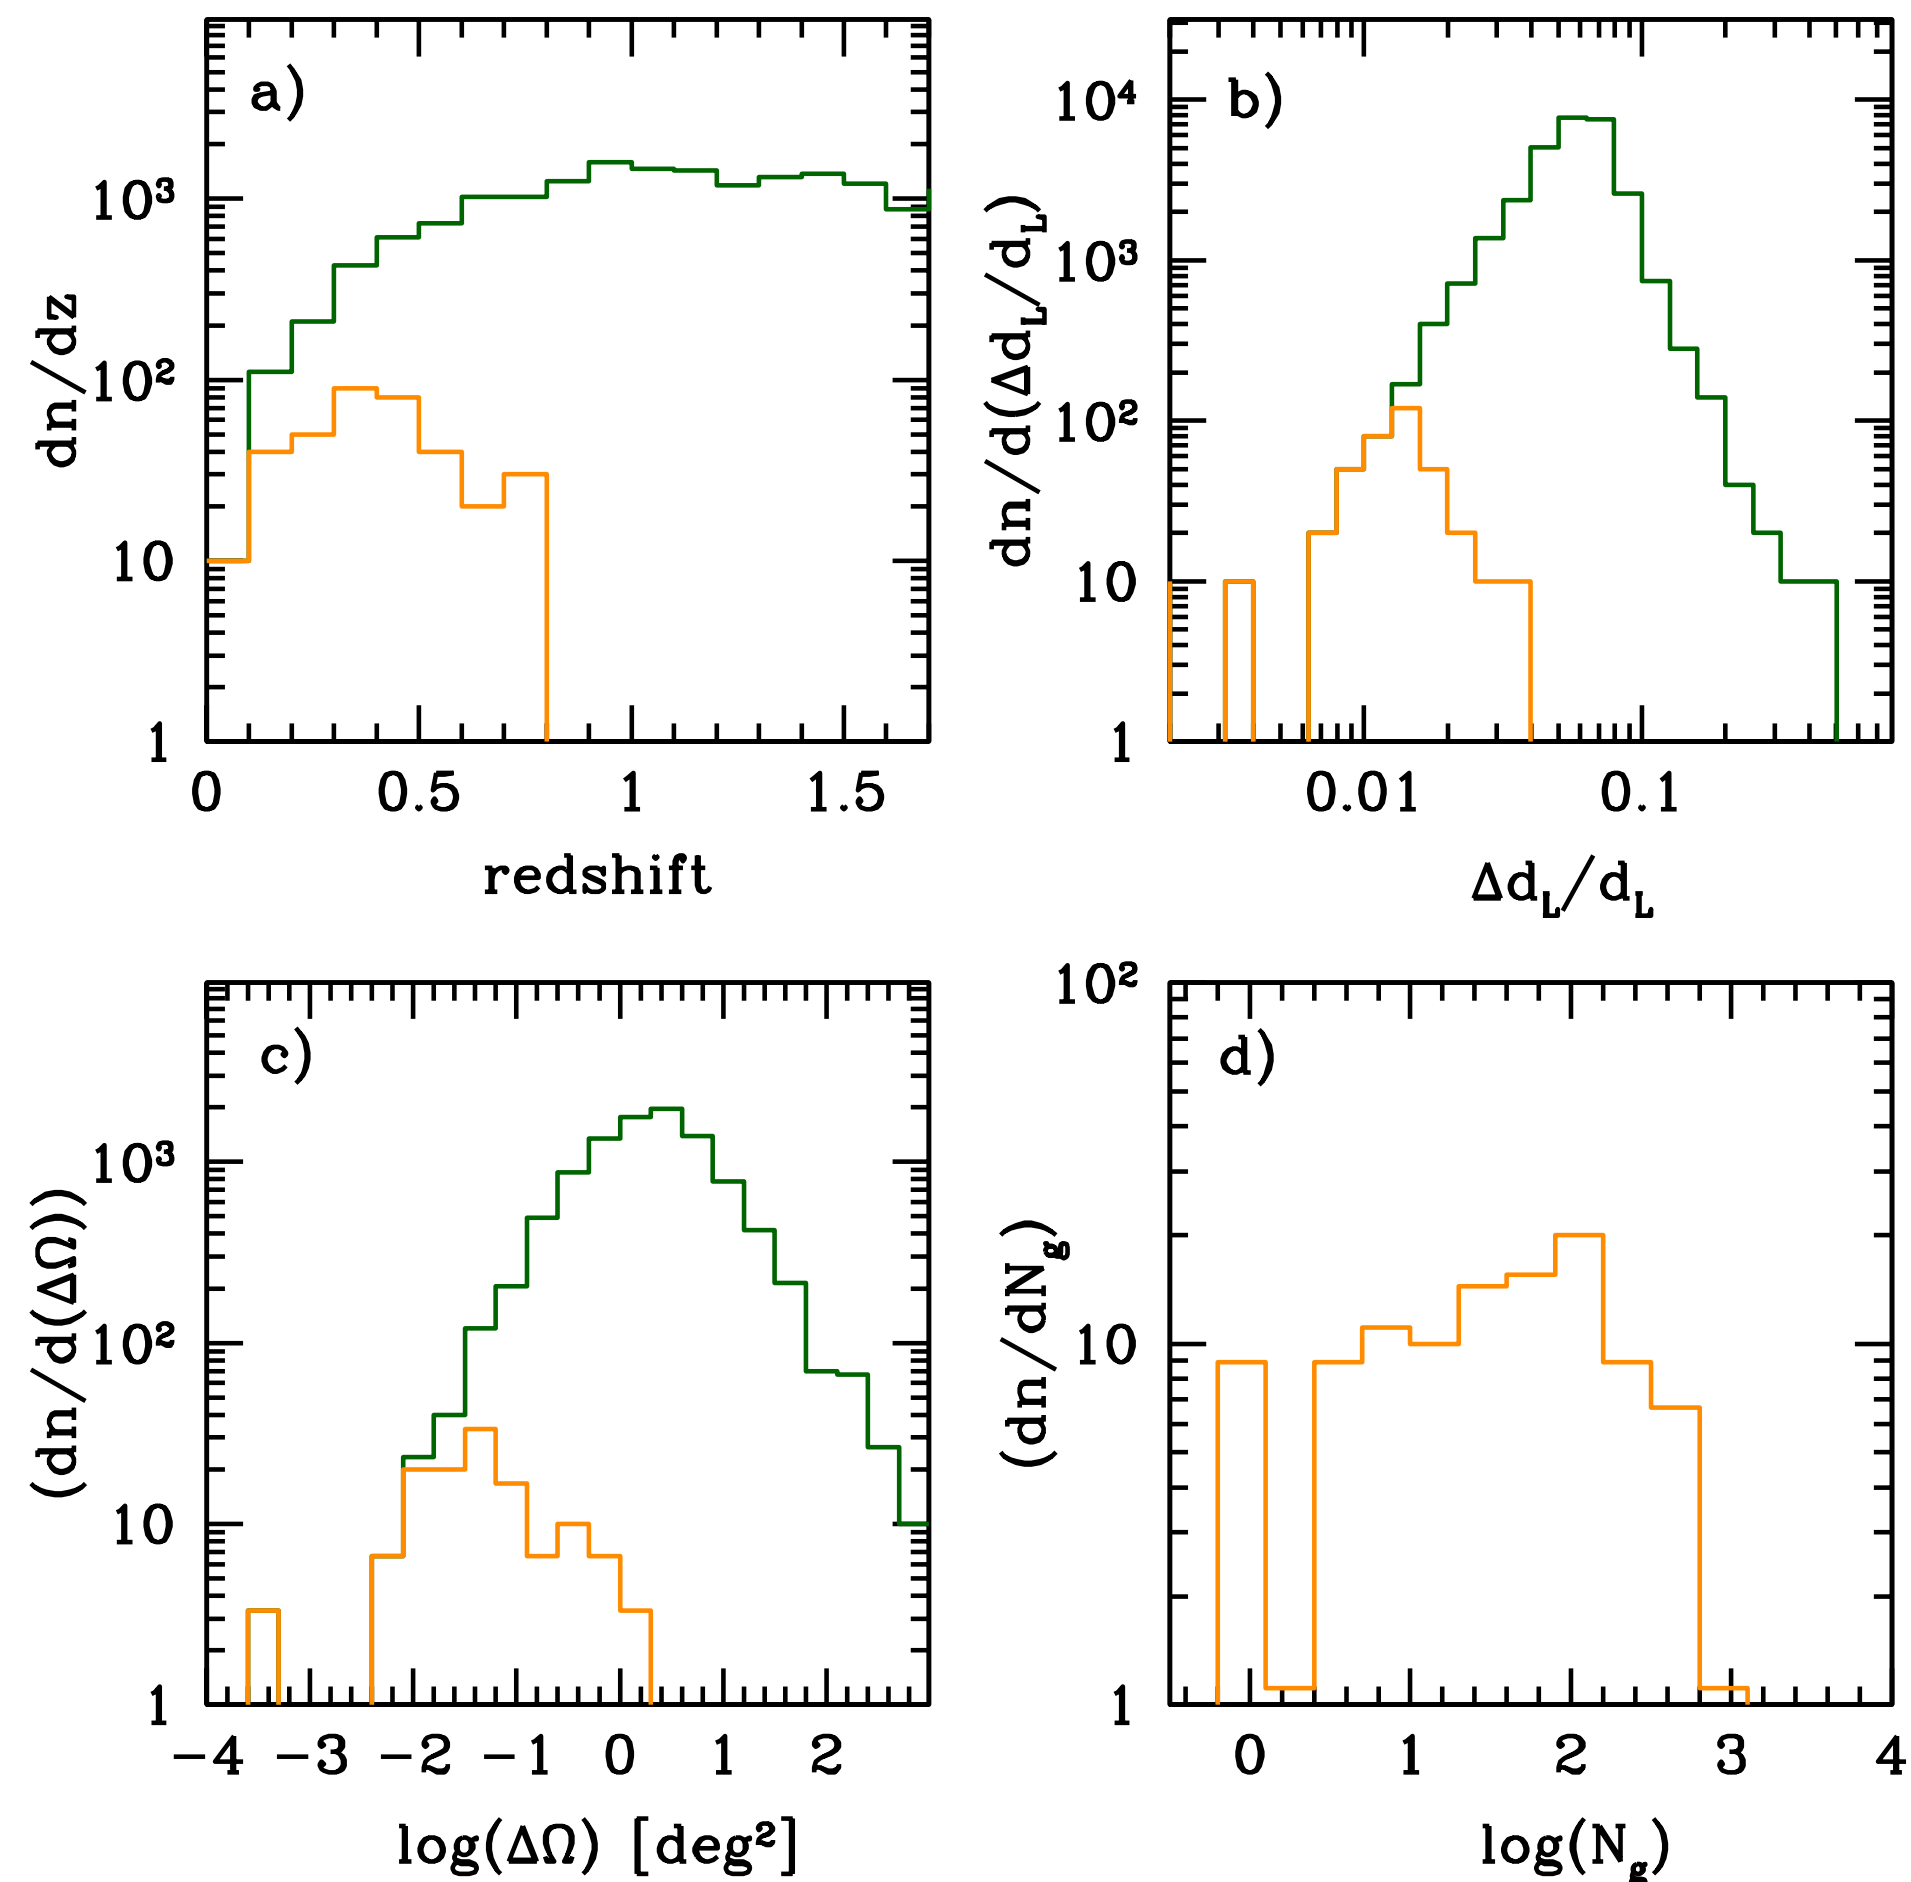 a)
10³
10²
10
1
dn/dz
0 0.5 1 1.5
redshift
b)
10⁴
10³
10²
10
1
dn/d(Δd_L/d_L)
0.01 0.1
Δd_L/d_L
c)
10³
10²
10
1
(dn/d(ΔΩ))
−4 −3 −2 −1 0 1 2
log(ΔΩ) [deg²]
d)
10²
10
1
(dn/dN_g)
0 1 2 3 4
log(N_g)